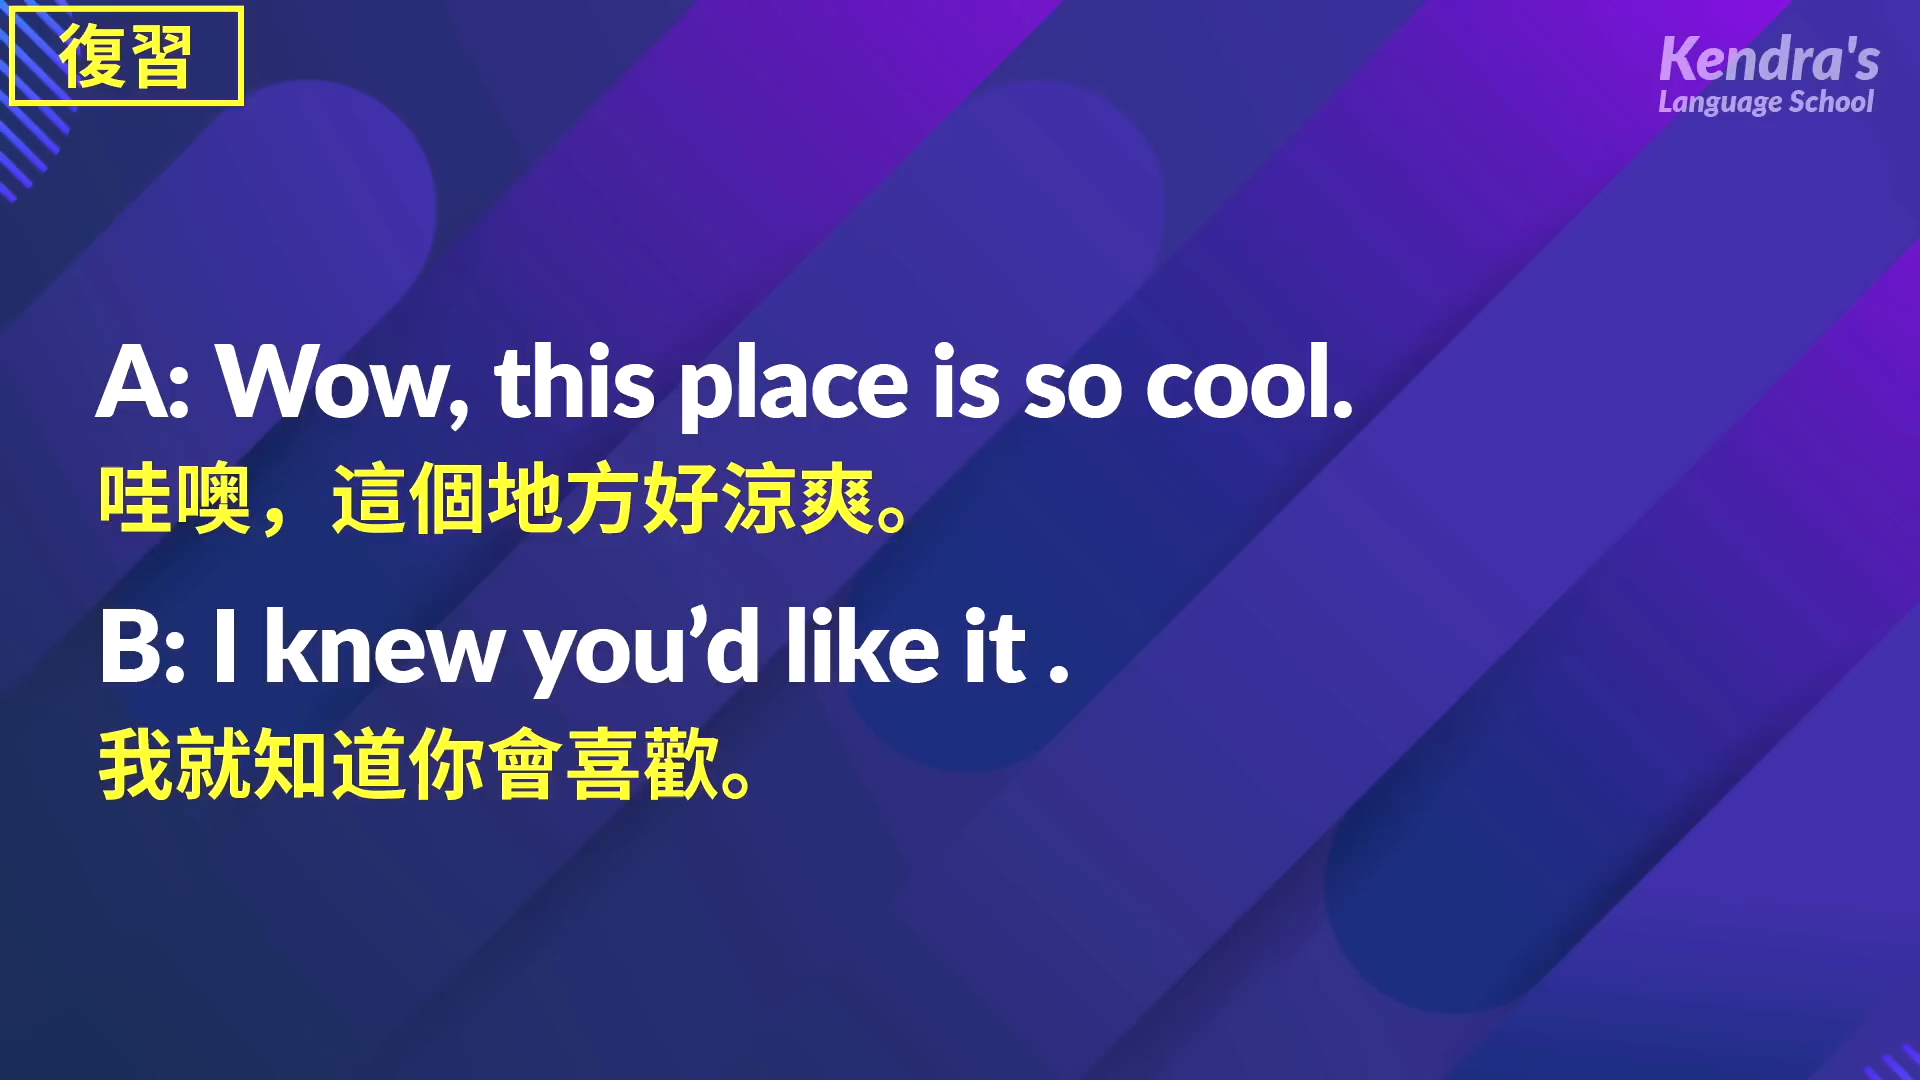 復習
Kendra's
Language School
A: Wow, this place is so cool.
哇噢，這個地方好涼爽。
B: I knew you’d like it .
我就知道你會喜歡。